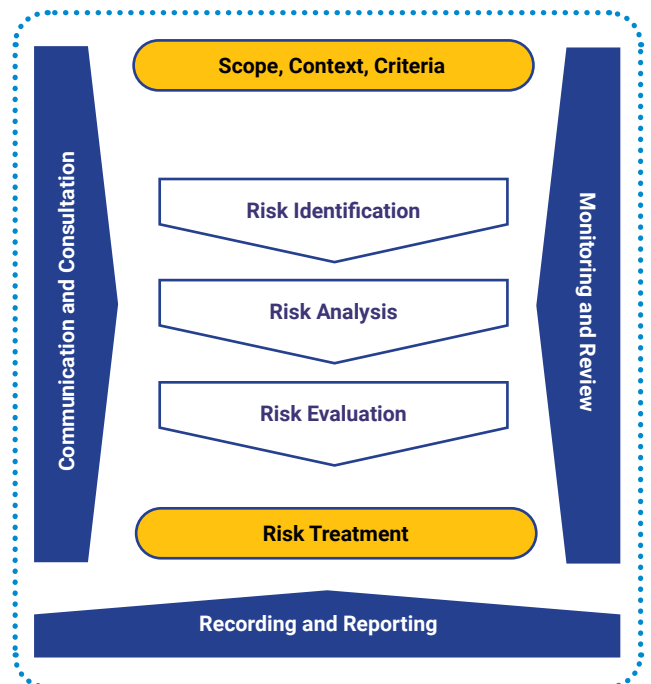 Scope, Context, Criteria
Communication and Consultation
Risk Identification
Risk Analysis
Risk Evaluation
Monitoring and Review
Risk Treatment
Recording and Reporting